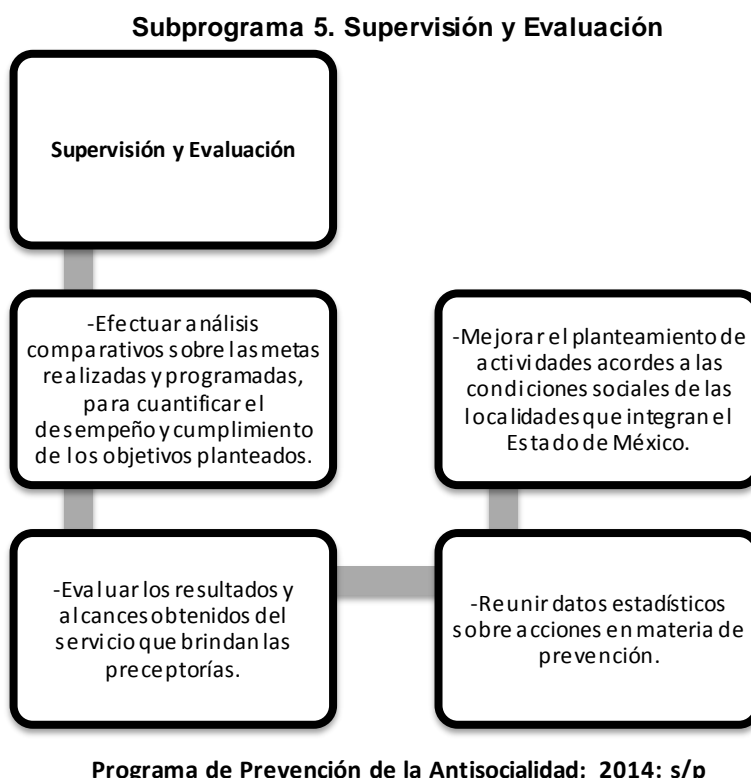 Subprograma 5. Supervisión y Evaluación
Supervisión y Evaluación
-Efectuar análisis
comparativos sobre las metas
realizadas y programadas,
para cuantificar el
desempeño y cumplimiento
de los objetivos planteados.
-Evaluar los resultados y
alcances obtenidos del
servicio que brindan las
preceptorías.
-Reunir datos estadísticos
sobre acciones en materia de
prevención.
-Mejorar el planteamiento de
actividades acordes a las
condiciones sociales de las
localidades que integran el
Estado de México.
Programa de Prevención de la Antisocialidad: 2014: s/p